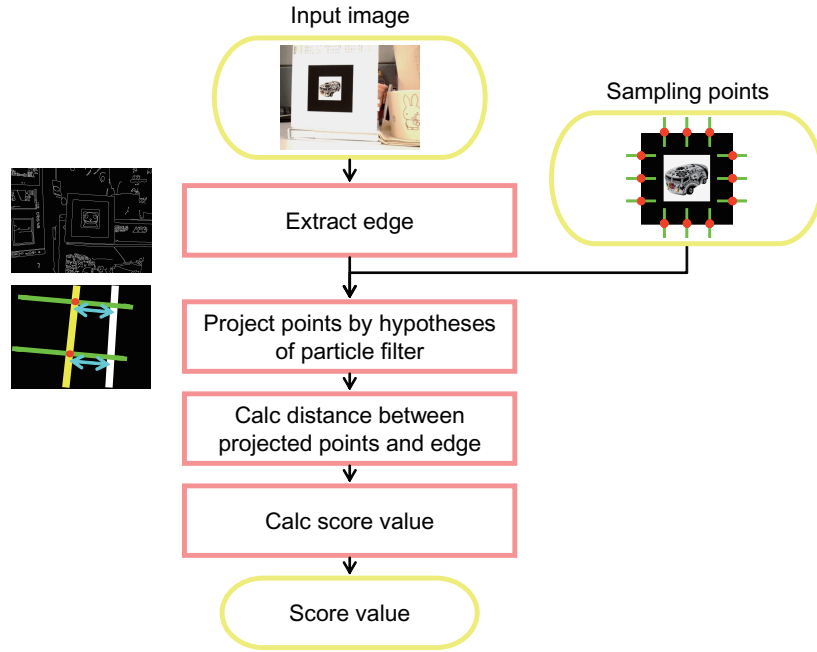 Input image
Sampling points
Extract edge
Project points by hypotheses
of particle filter
Calc distance between
projected points and edge
Calc score value
Score value